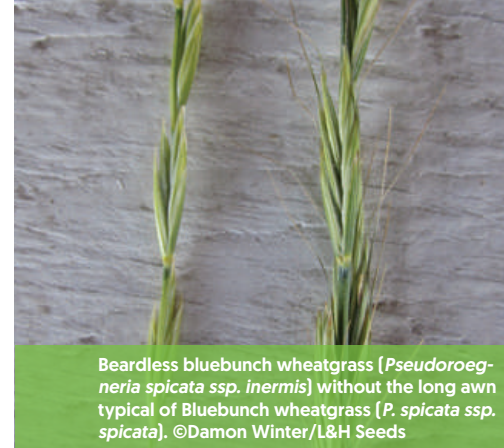 Beardless bluebunch wheatgrass (Pseudoroeg-
neria spicata ssp. inermis) without the long awn
typical of Bluebunch wheatgrass (P. spicata ssp.
spicata). ©Damon Winter/L&H Seeds